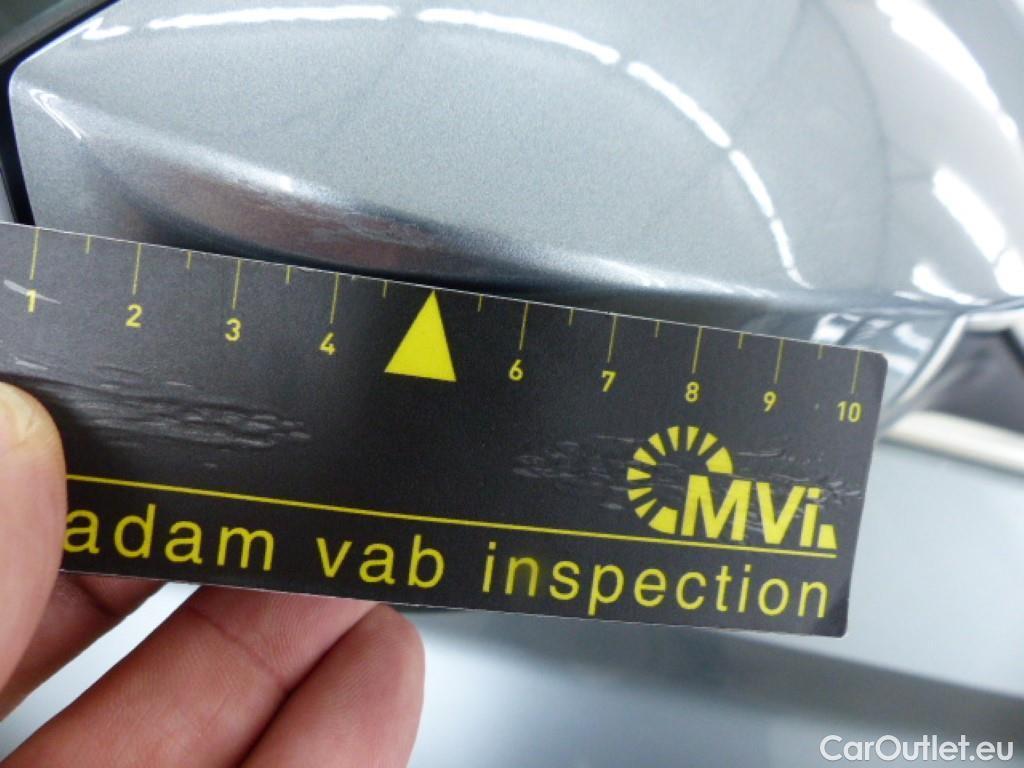 1 2 3 4 6 7 8 9 10
MVi
adam vab inspection
CarOutlet.eu